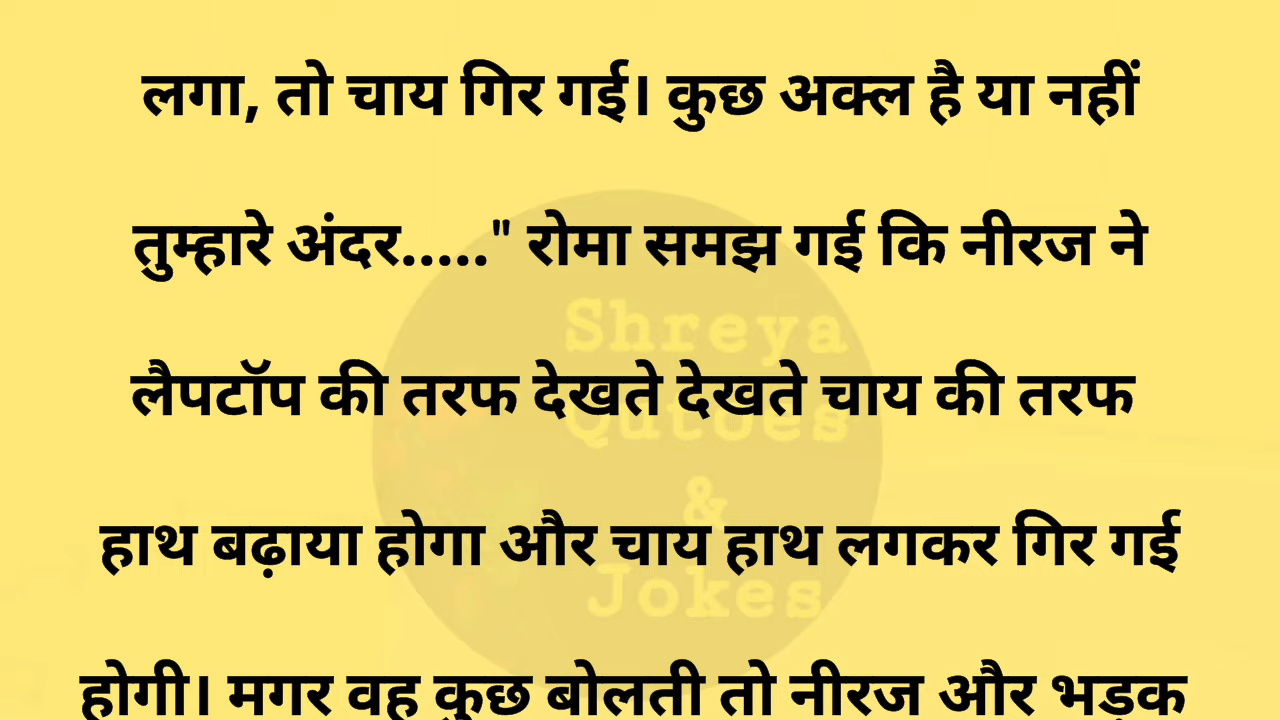 लगा, तो चाय गिर गई। कुछ अक्ल है या नहीं
तुम्हारे अंदर....." रोमा समझ गई कि नीरज ने
लैपटॉप की तरफ देखते देखते चाय की तरफ
हाथ बढ़ाया होगा और चाय हाथ लगकर गिर गई
होगी। मगर वह कुछ बोलती तो नीरज और भड़क
Shreya
Qutoes
&
Jokes